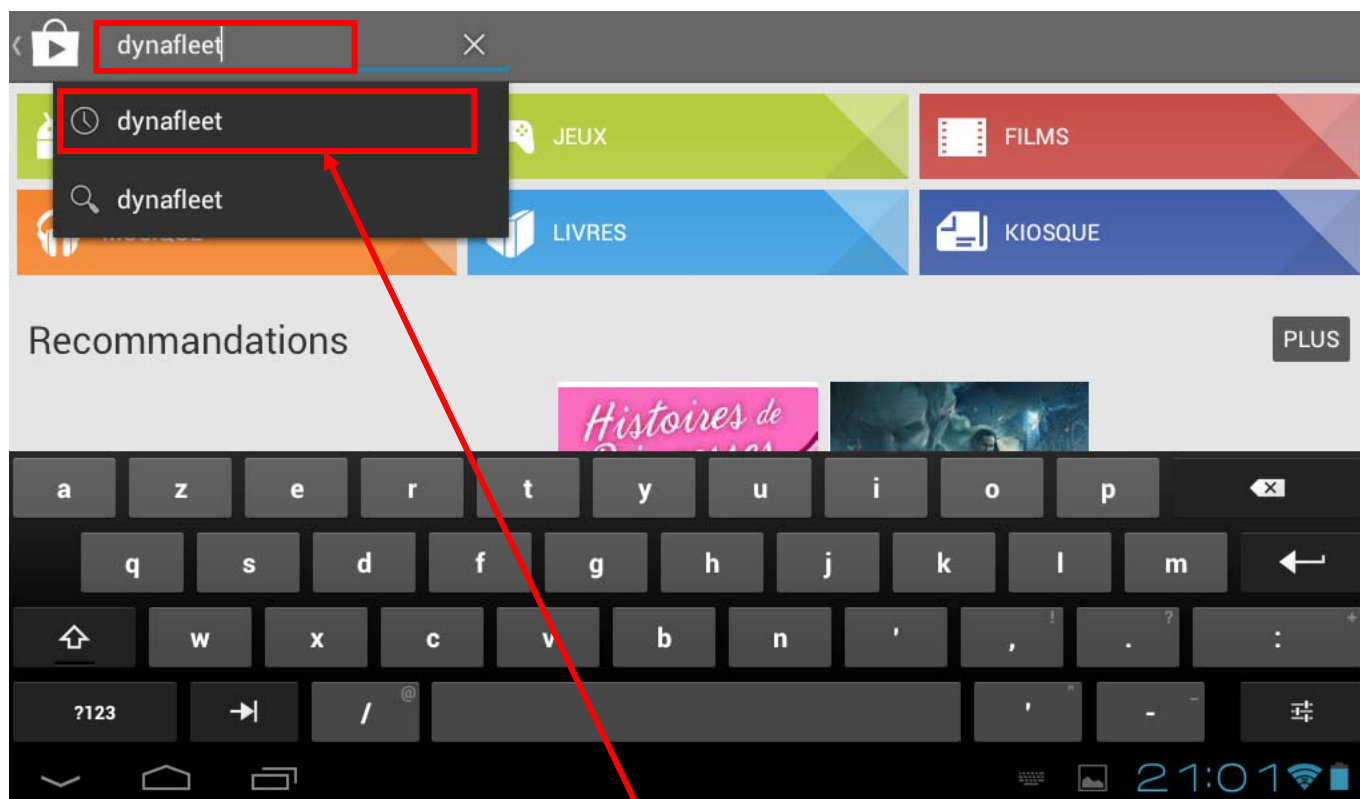 dynafleet
dynafleet
JEUX
FILMS
dynafleet
LIVRES
KIOSQUE
Recommandations
PLUS
Histoires de
a z e r t y u i o p
q s d f g h j k l m
w x c v b n ' , ! . ? : +
?123 / @ ' " - _
21:01